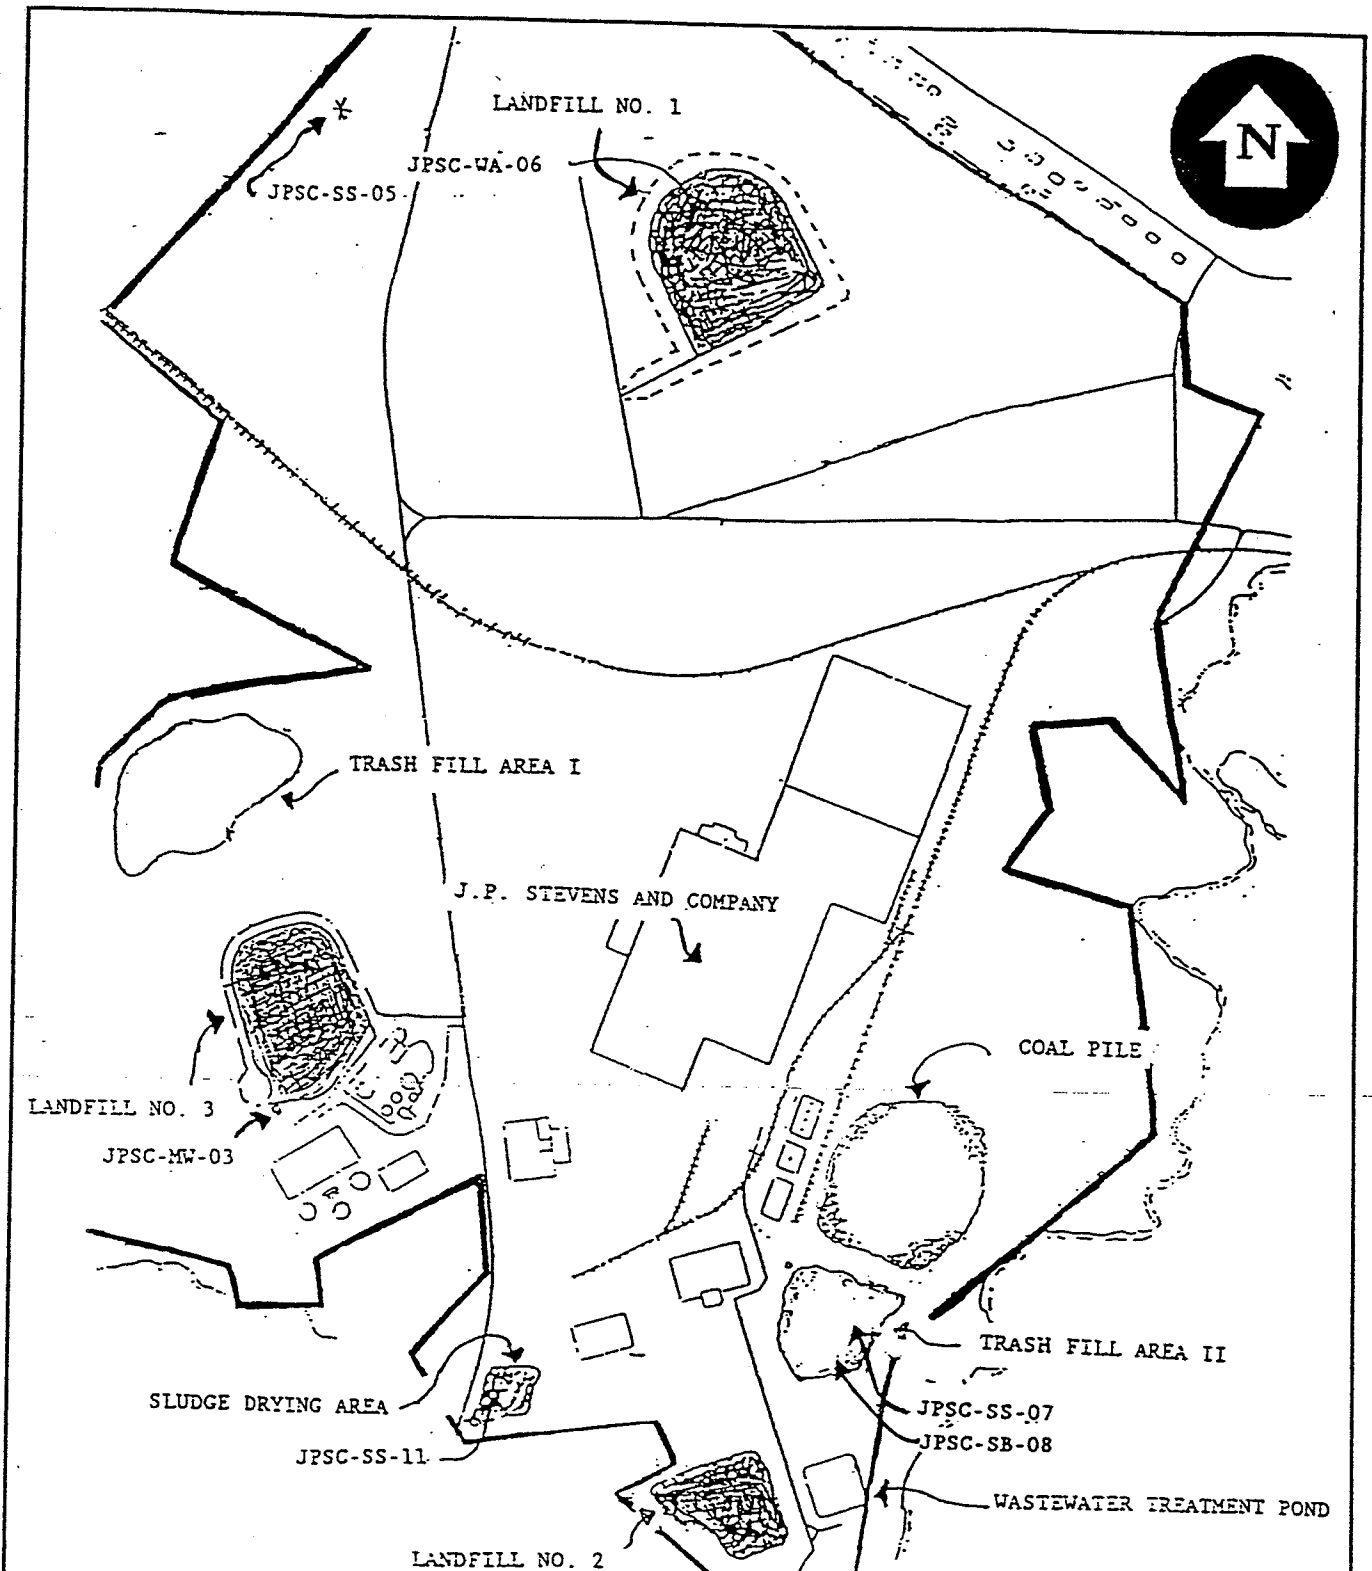 LANDFILL NO. 1
N
JPSC-WA-06
JPSC-SS-05
TRASH FILL AREA I
J.P. STEVENS AND COMPANY
COAL PILE
LANDFILL NO. 3
JPSC-MW-03
TRASH FILL AREA II
SLUDGE DRYING AREA
JPSC-SS-07
JPSC-SB-08
JPSC-SS-11
WASTEWATER TREATMENT POND
LANDFILL NO. 2